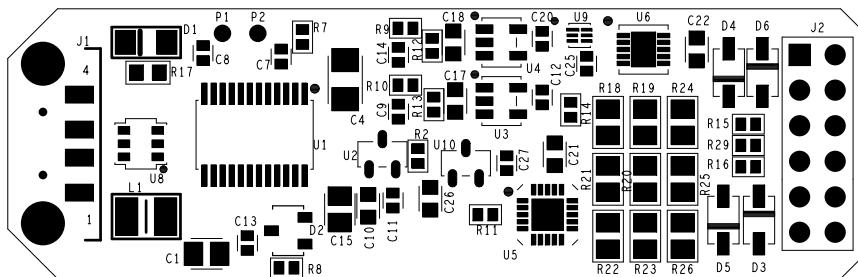 P1 P2
C18 C20 U9 U6 C22 D4 D6 J2
J1 D1 R7 R9
4 R17 C8 C7 C14 R12 U4 C25
C4 R10 C17 C12 R18 R19 R24
C9 R13 U3 R14 R15
U1 R2 U10 R29
U8 U2 C27 C21 R16
L1 R21 R20 R25
1 C13 D2 C15 C10 C11 C26 R11
C1 R8 U5 R22 R23 R26 D5 D3